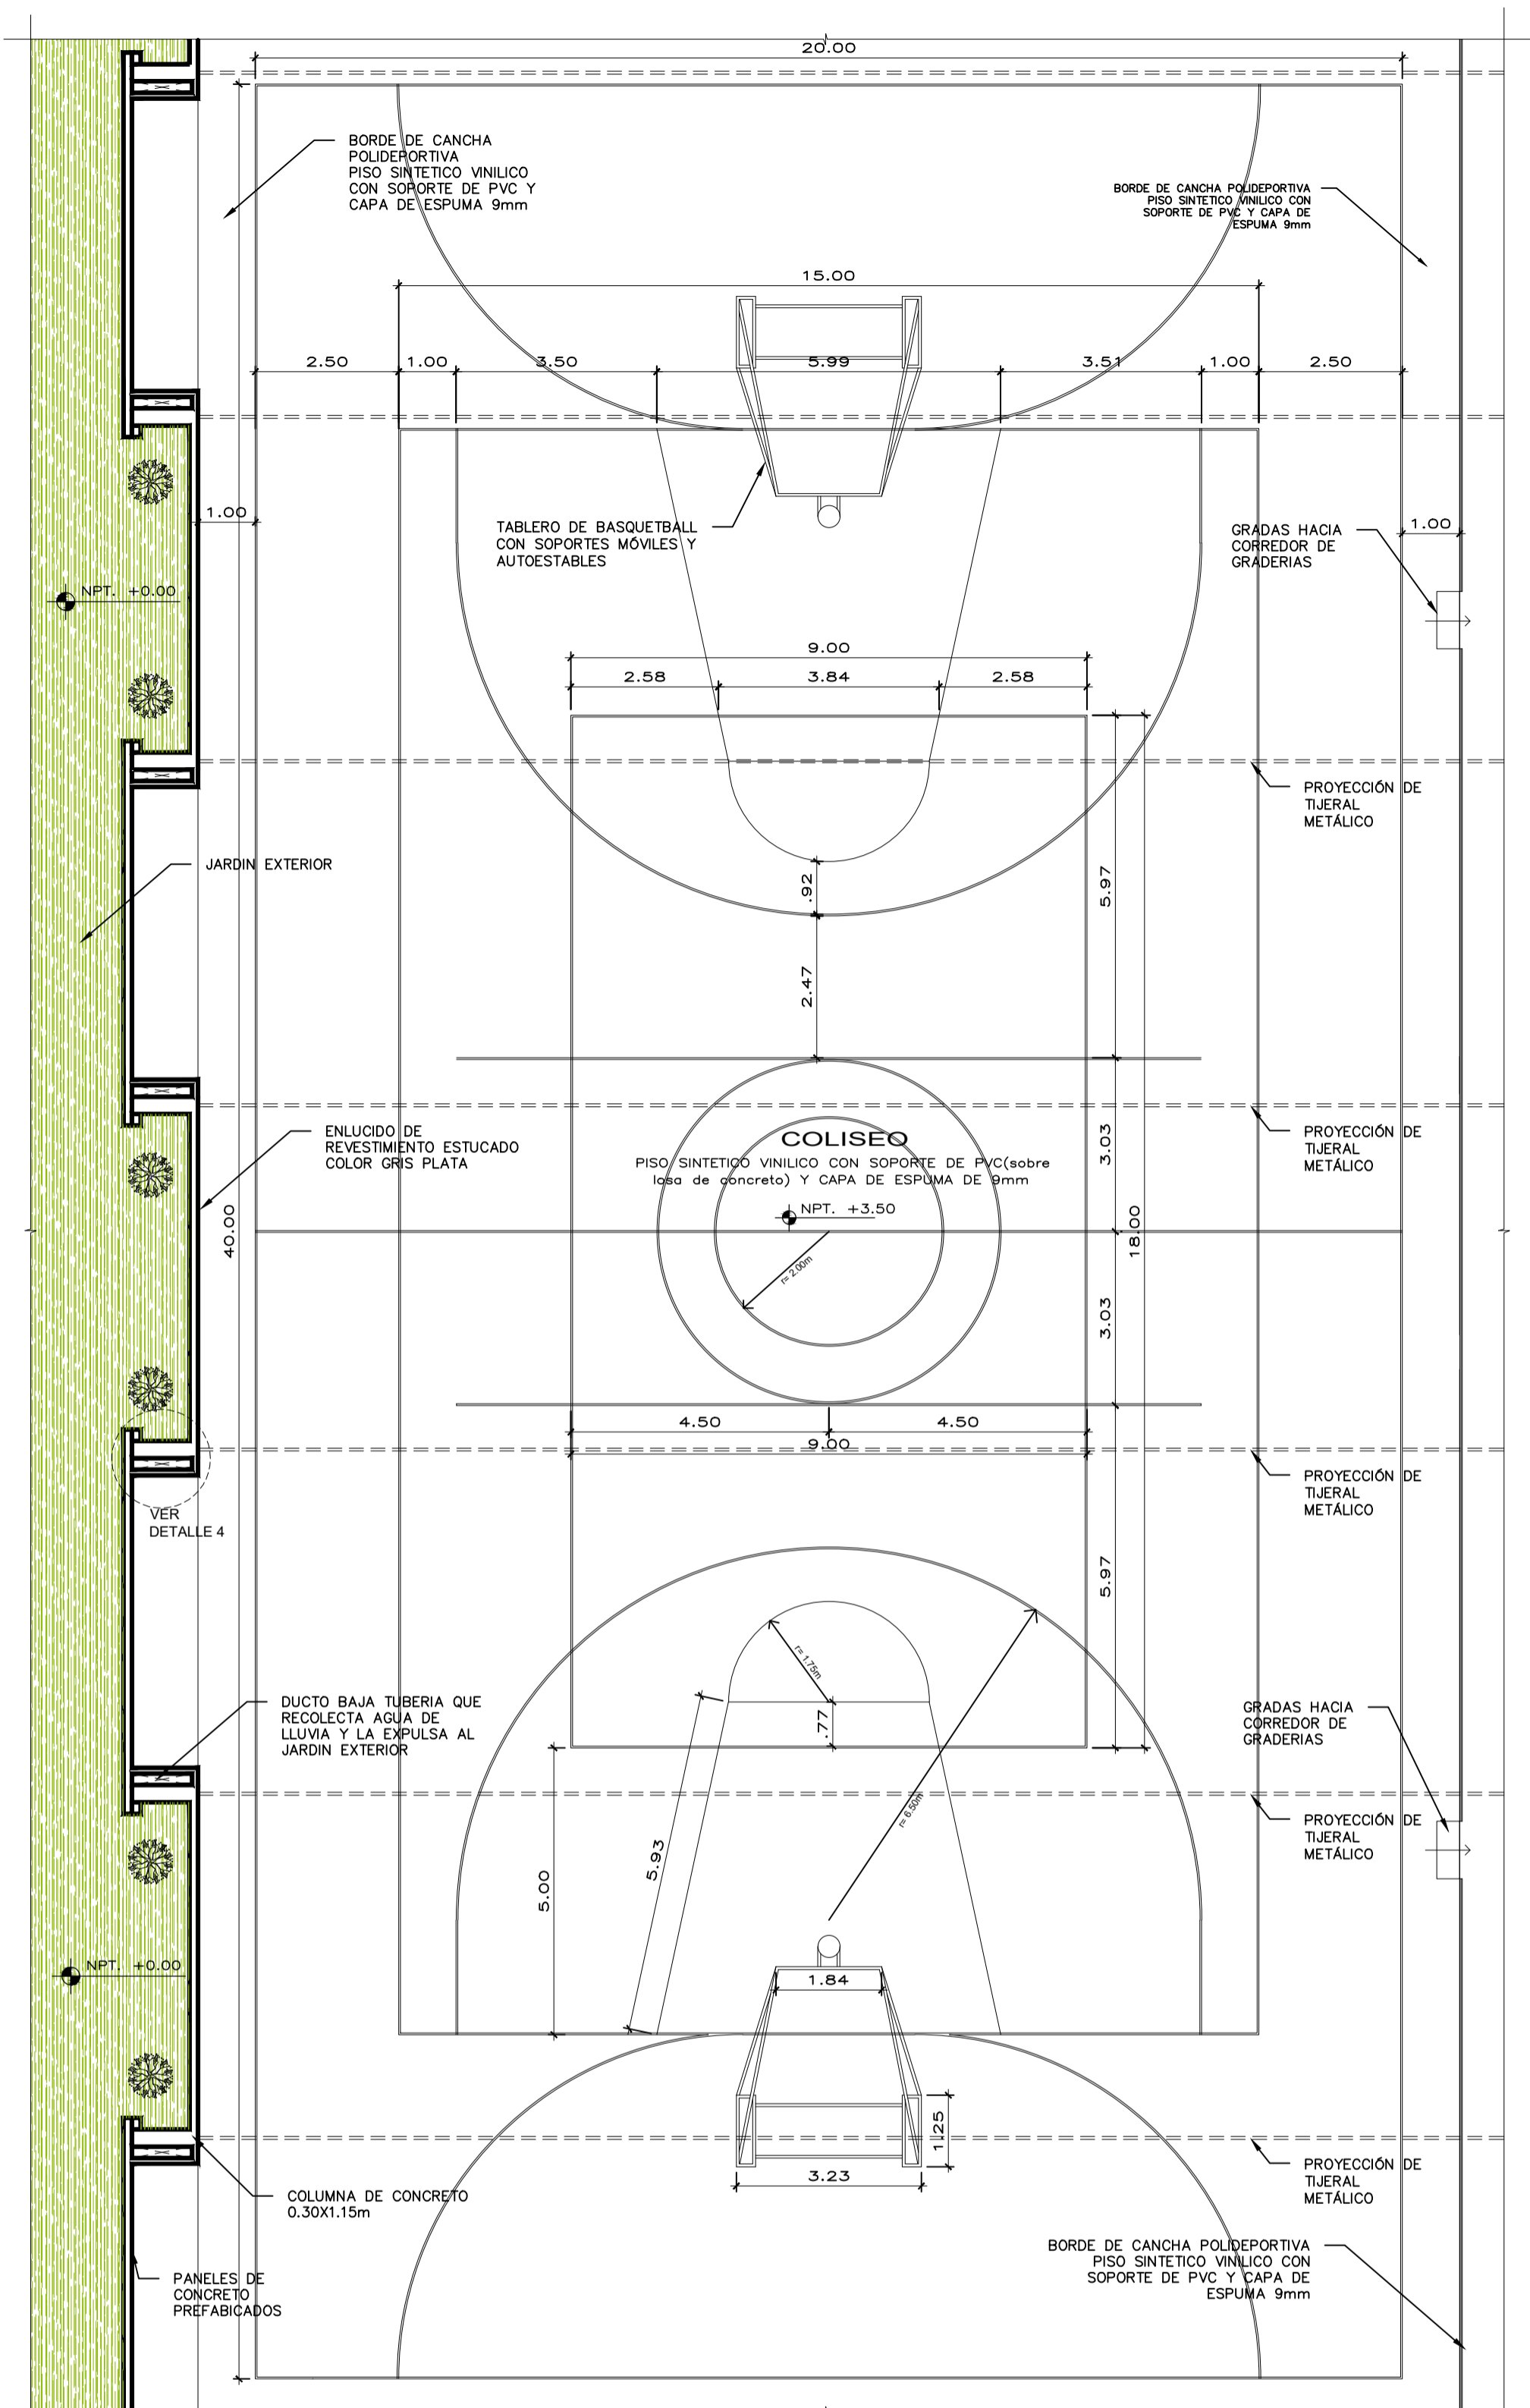 20.00
BORDE DE CANCHA
POLIDEPORTIVA
PISO SINTETICO VINILICO
CON SOPORTE DE PVC Y
CAPA DE ESPUMA 9mm
BORDE DE CANCHA POLIDEPORTIVA
PISO SINTETICO VINILICO CON
SOPORTE DE PVC Y CAPA DE
ESPUMA 9mm
15.00
2.50
1.00
3.50
5.99
3.51
1.00
2.50
1.00
TABLERO DE BASQUETBALL
CON SOPORTES MÓVILES Y
AUTOESTABLES
GRADAS HACIA
CORREDOR DE
GRADERIAS
1.00
NPT. +0.00
9.00
2.58
3.84
2.58
PROYECCIÓN DE
TIJERAL
METÁLICO
JARDIN EXTERIOR
.92
5.97
2.47
ENLUCIDO DE
REVESTIMIENTO ESTUCADO
COLOR GRIS PLATA
COLISEO
PISO SINTETICO VINILICO CON SOPORTE DE PVC(sobre
losa de concreto) Y CAPA DE ESPUMA DE 9mm
NPT. +3.50
r= 2.00m
3.03
PROYECCIÓN DE
TIJERAL
METÁLICO
40.00
18.00
3.03
4.50
4.50
9.00
PROYECCIÓN DE
TIJERAL
METÁLICO
VER
DETALLE 4
5.97
r= 1.75m
.77
DUCTO BAJA TUBERIA QUE
RECOLECTA AGUA DE
LLUVIA Y LA EXPULSA AL
JARDIN EXTERIOR
GRADAS HACIA
CORREDOR DE
GRADERIAS
r= 6.50m
5.93
5.00
PROYECCIÓN DE
TIJERAL
METÁLICO
NPT. +0.00
1.84
1.25
3.23
PROYECCIÓN DE
TIJERAL
METÁLICO
COLUMNA DE CONCRETO
0.30X1.15m
BORDE DE CANCHA POLIDEPORTIVA
PISO SINTETICO VINILICO CON
SOPORTE DE PVC Y CAPA DE
ESPUMA 9mm
PANELES DE
CONCRETO
PREFABICADOS